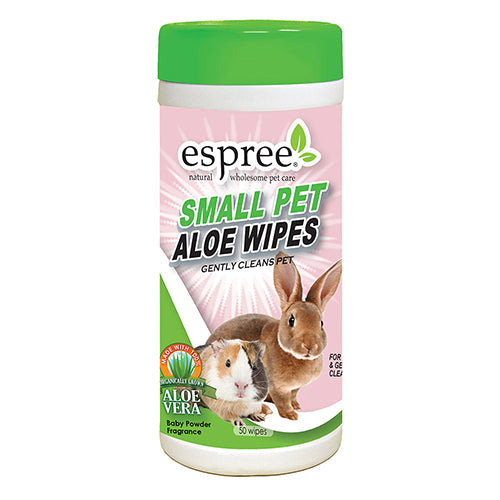 espree®
natural wholesome pet care
SMALL PET
ALOE WIPES
GENTLY CLEANS PET
FOR
& GE
CLEA
MADE WITH 100%
ORGANICALLY GROWN
ALOE
VERA
Baby Powder
Fragrance
50 wipes